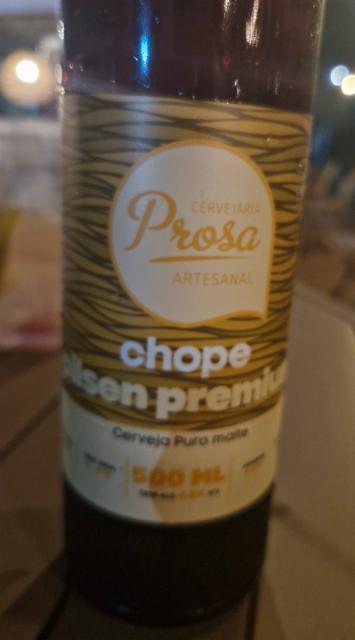 CERVEJARIA
Prosa
ARTESANAL
chope
pilsen premium
Cerveja Puro malte
500 ML